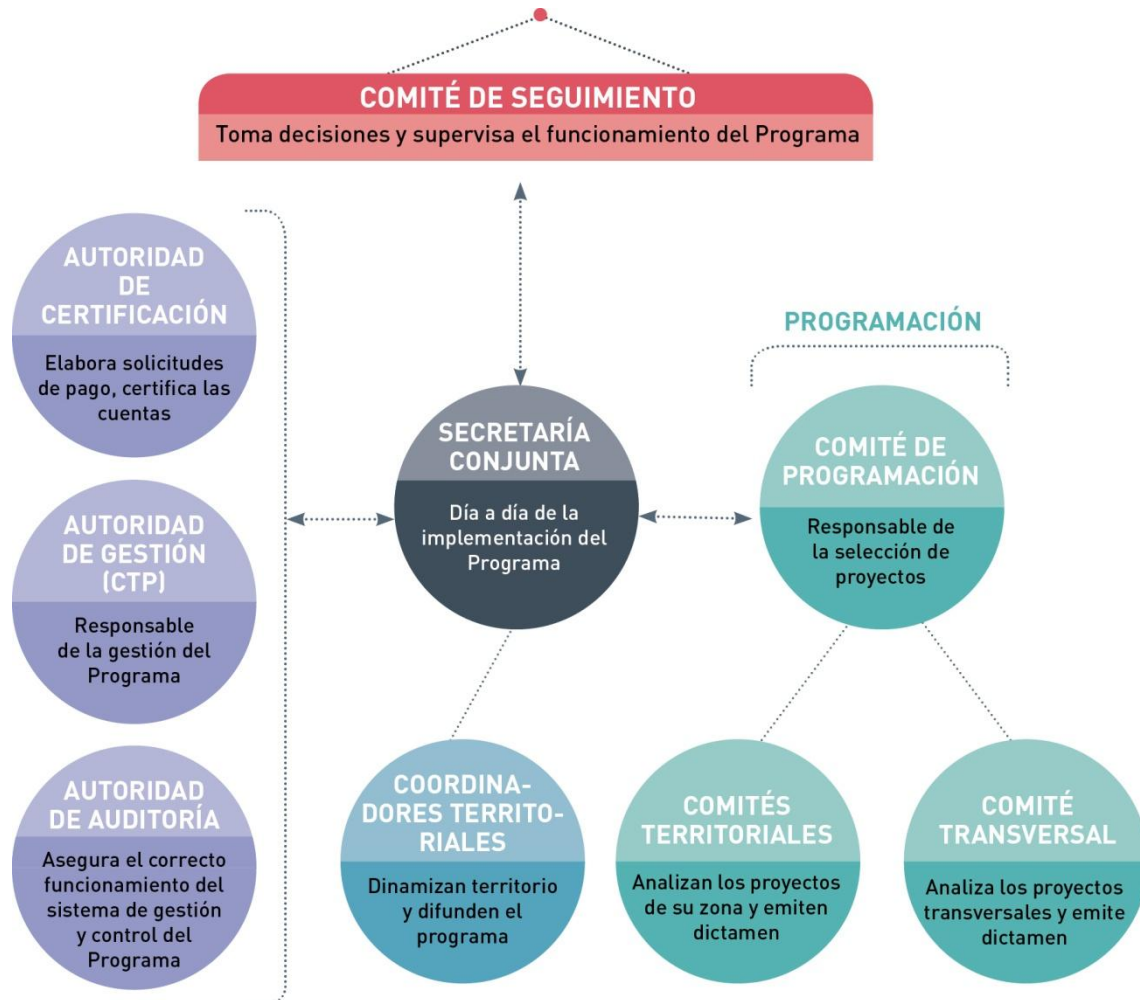 COMITÉ DE SEGUIMIENTO
Toma decisiones y supervisa el funcionamiento del Programa
AUTORIDAD
DE
CERTIFICACIÓN
Elabora solicitudes
de pago, certifica las
cuentas
AUTORIDAD
DE GESTIÓN
(CTP)
Responsable
de la gestión del
Programa
AUTORIDAD
DE AUDITORÍA
Asegura el correcto
funcionamiento del
sistema de gestión
y control del
Programa
SECRETARÍA
CONJUNTA
Día a día de la
implementación del
Programa
PROGRAMACIÓN
COMITÉ DE
PROGRAMACIÓN
Responsable de
la selección de
proyectos
COORDINA-
DORES TERRITO-
RIALES
Dinamizan territorio
y difunden el
programa
COMITÉS
TERRITORIALES
Analizan los proyectos
de su zona y emiten
dictamen
COMITÉ
TRANSVERSAL
Analiza los proyectos
transversales y emite
dictamen